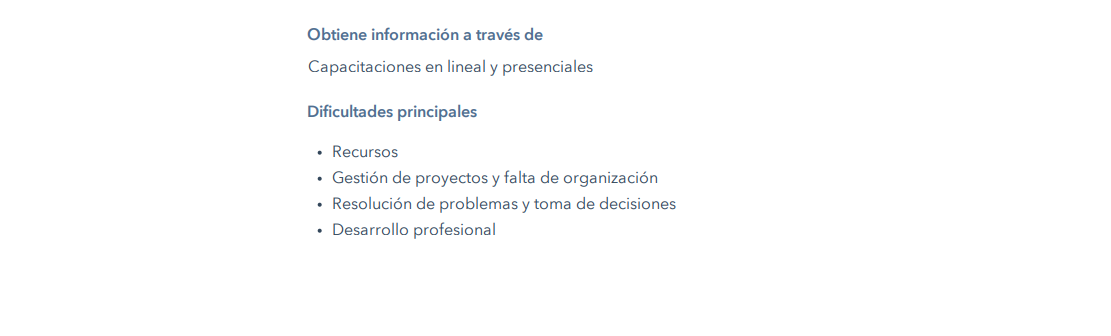 Obtiene información a través de
Capacitaciones en lineal y presenciales
Dificultades principales
• Recursos
• Gestión de proyectos y falta de organización
• Resolución de problemas y toma de decisiones
• Desarrollo profesional